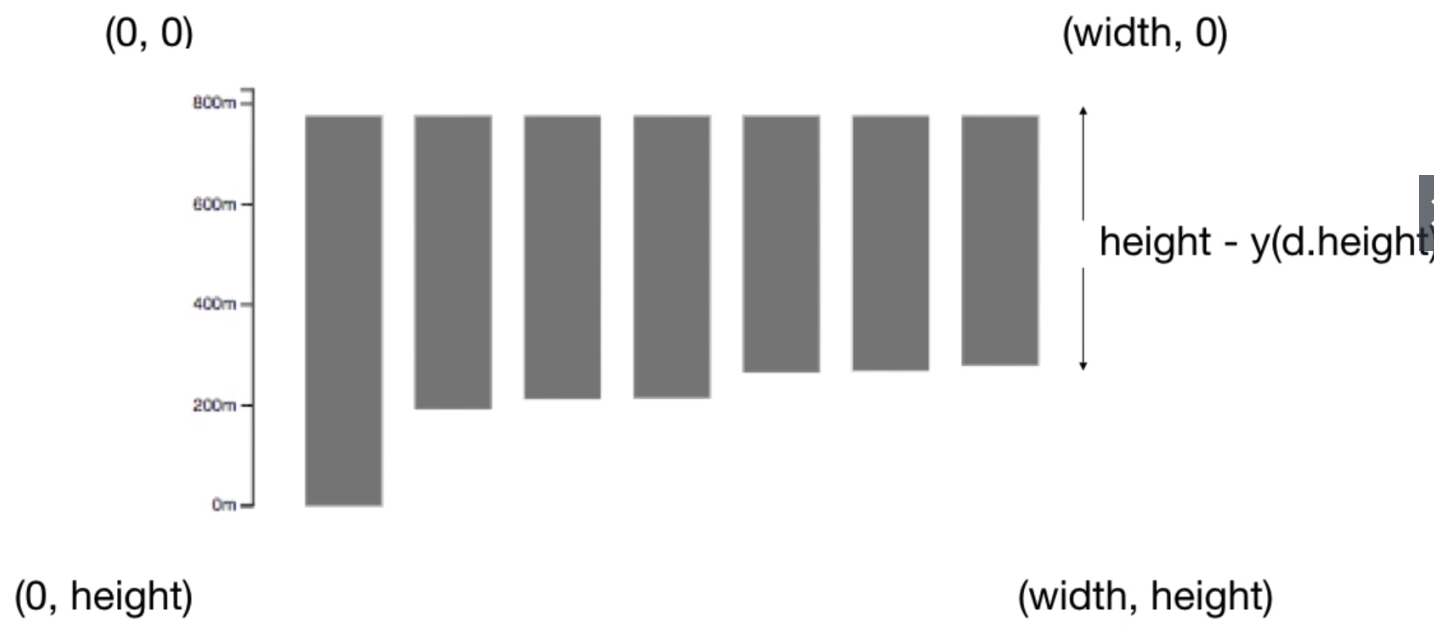 (0, 0)
(width, 0)
800m
600m
height - y(d.height)
400m
200m
0m
(0, height)
(width, height)